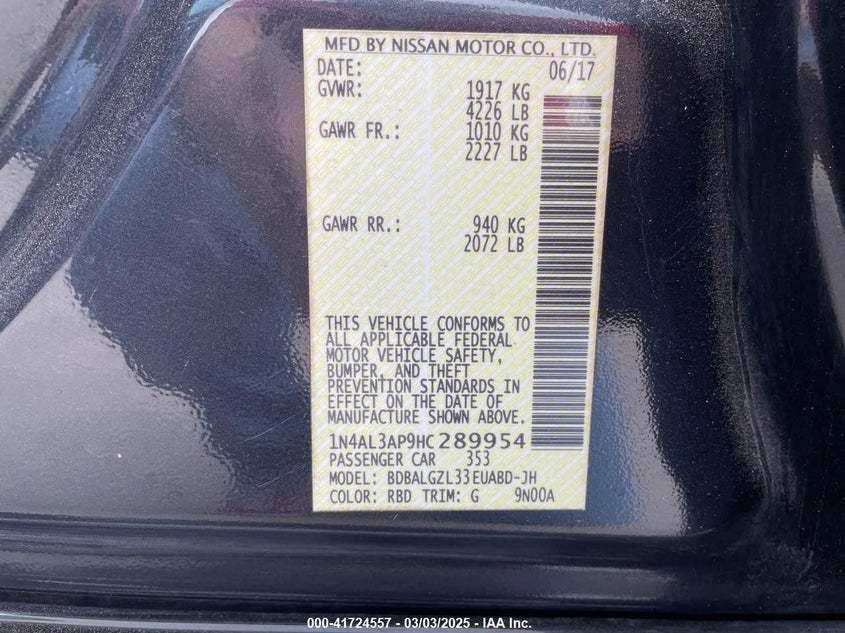 MFD BY NISSAN MOTOR CO., LTD.
DATE: 06/17
GVWR: 1917 KG
4226 LB
GAWR FR.: 1010 KG
2227 LB
GAWR RR.: 940 KG
2072 LB
THIS VEHICLE CONFORMS TO
ALL APPLICABLE FEDERAL
MOTOR VEHICLE SAFETY,
BUMPER, AND THEFT
PREVENTION STANDARDS IN
EFFECT ON THE DATE OF
MANUFACTURE SHOWN ABOVE.
1N4AL3AP9HC289954
PASSENGER CAR 353
MODEL: BDBALGZL33EUABD-JH
COLOR: RBD TRIM: G 9N00A
000-41724557 — 03/03/2025 — IAA Inc.